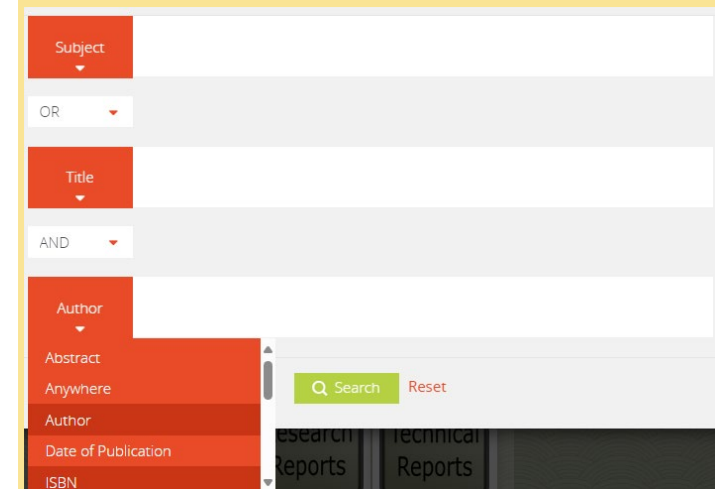 Subject
OR
Title
AND
Author
Abstract
Anywhere
Author
Date of Publication
ISBN
Search
Reset
Research Technical
Reports Reports